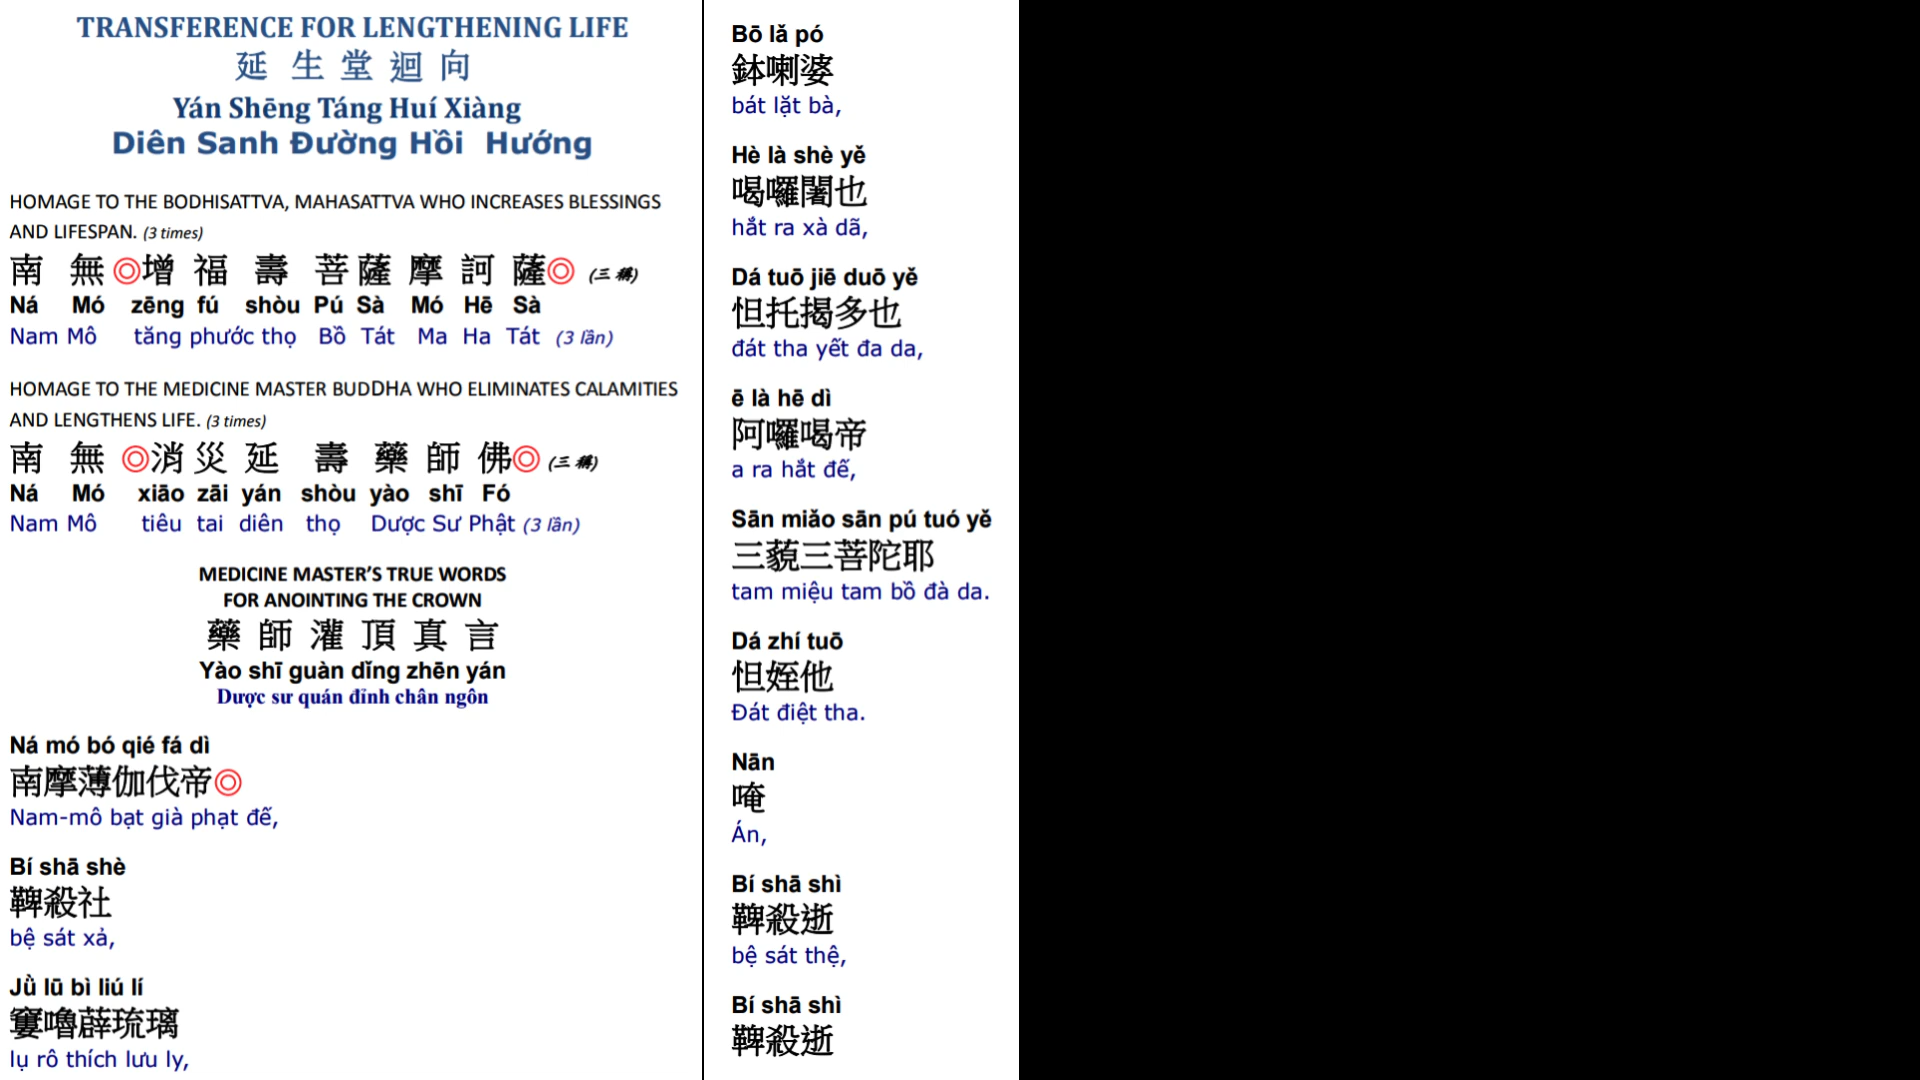 TRANSFERENCE FOR LENGTHENING LIFE
延 生 堂 迴 向
Yán Shēng Táng Huí Xiàng
Diên Sanh Đường Hồi Hướng
HOMAGE TO THE BODHISATTVA, MAHASATTVA WHO INCREASES BLESSINGS
AND LIFESPAN. (3 times)
南 無 ◎增 福 壽 菩 薩 摩 訶 薩◎ (三 稱)
Ná Mó zēng fú shòu Pú Sà Mó Hē Sà
Nam Mô tăng phước thọ Bồ Tát Ma Ha Tát (3 lần)
HOMAGE TO THE MEDICINE MASTER BUDDHA WHO ELIMINATES CALAMITIES
AND LENGTHENS LIFE. (3 times)
南 無 ◎消 災 延 壽 藥 師 佛◎ (三 稱)
Ná Mó xiāo zāi yán shòu yào shī Fó
Nam Mô tiêu tai diên thọ Dược Sư Phật (3 lần)
MEDICINE MASTER’S TRUE WORDS
FOR ANOINTING THE CROWN
藥 師 灌 頂 真 言
Yào shī guàn dǐng zhēn yán
Dược sư quán đỉnh chân ngôn
Ná mó bó qié fá dì
南摩薄伽伐帝◎
Nam-mô bạt già phạt đế,
Bí shā shè
鞞殺社
bệ sát xả,
Jǜ lū bì liú lí
窶嚕薜琉璃
lụ rô thích lưu ly,
Bō lǎ pó
鉢喇婆
bát lặt bà,
Hè là shè yě
喝囉闍也
hắt ra xà dã,
Dá tuō jiē duō yě
怛托揭多也
đát tha yết đa da,
ē là hē dì
阿囉喝帝
a ra hắt đế,
Sān miǎo sān pú tuó yě
三藐三菩陀耶
tam miệu tam bồ đà da.
Dá zhí tuō
怛姪他
Đát điệt tha.
Nān
唵
Án,
Bí shā shì
鞞殺逝
bệ sát thệ,
Bí shā shì
鞞殺逝